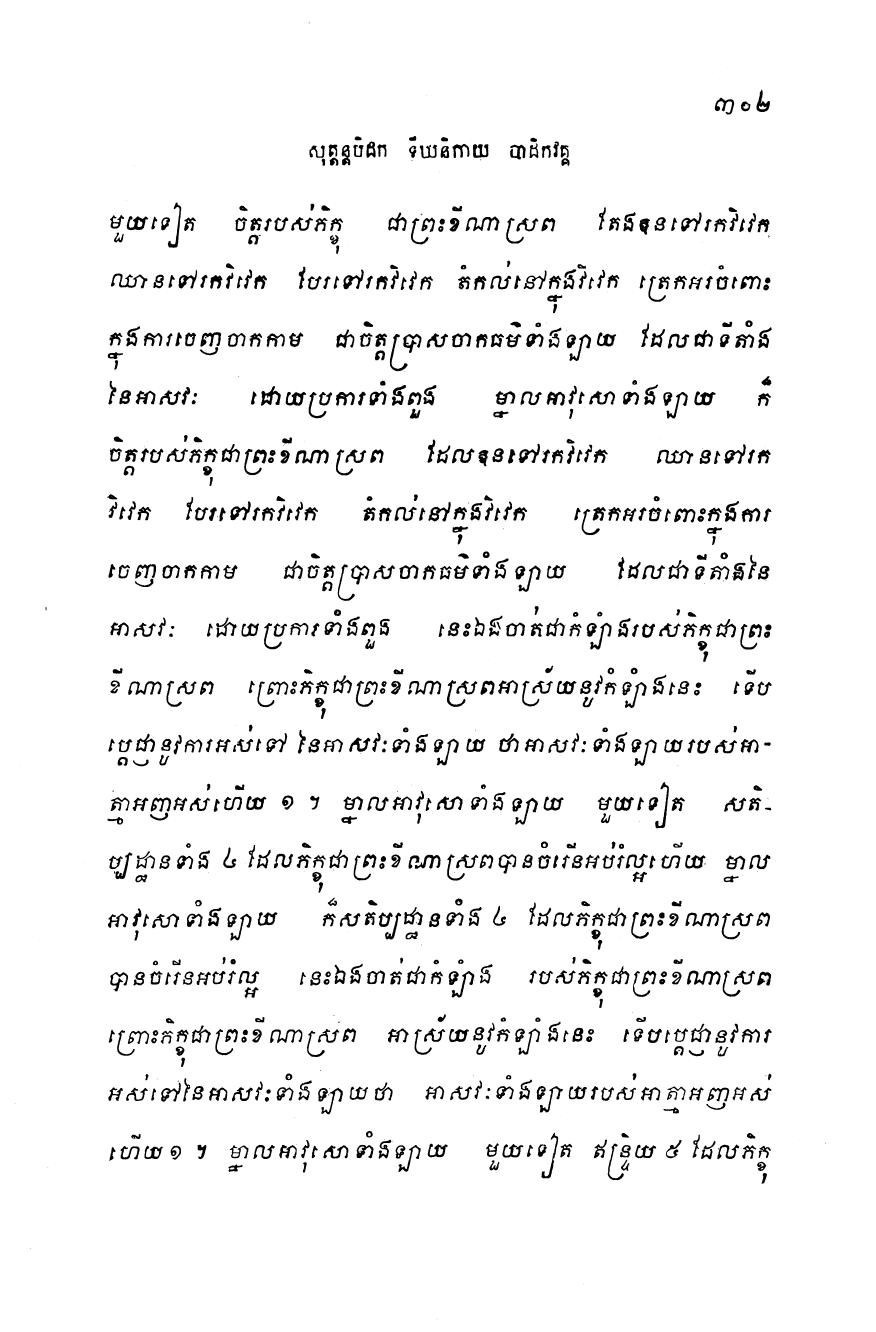 ៣០២
សុត្តន្តបិដក ទីឃនិកាយ បាដិកវគ្គ
មួយទៀត ចិត្តរបស់ភិក្ខុ ជាព្រះខីណាស្រព តែងឱនទៅរកវិវេក
ឈានទៅរកវិវេក បែរទៅរកវិវេក តំកល់នៅក្នុងវិវេក ត្រេកអរចំពោះ
ក្នុងការចេញចាកកាម ជាចិត្តប្រាសចាកធម៌ទាំងឡាយ ដែលជាទីតាំង
នៃអាសវៈ ដោយប្រការទាំងពួង ម្នាលអាវុសោទាំងឡាយ ក៏
ចិត្តរបស់ភិក្ខុជាព្រះខីណាស្រព ដែលឱនទៅរកវិវេក ឈានទៅរក
វិវេក បែរទៅរកវិវេក តំកល់នៅក្នុងវិវេក ត្រេកអរចំពោះក្នុងការ
ចេញចាកកាម ជាចិត្តប្រាសចាកធម៌ទាំងឡាយ ដែលជាទីតាំងនៃ
អាសវៈ ដោយប្រការទាំងពួង នេះឯងចាត់ជាកំឡាំងរបស់ភិក្ខុជាព្រះ
ខីណាស្រព ព្រោះភិក្ខុជាព្រះខីណាស្រពអាស្រ័យនូវកំឡាំងនេះ ទើប
ប្តេជ្ញានូវការអស់ទៅ នៃអាសវៈទាំងឡាយ ថាអាសវៈទាំងឡាយរបស់អា-
ត្មាអញអស់ហើយ ១ ។ ម្នាលអាវុសោទាំងឡាយ មួយទៀត សតិ-
ប្បដ្ឋានទាំង ៤ ដែលភិក្ខុជាព្រះខីណាស្រពបានចំរើនអប់រំល្អហើយ ម្នាល
អាវុសោទាំងឡាយ ក៏សតិប្បដ្ឋានទាំង ៤ ដែលភិក្ខុជាព្រះខីណាស្រព
បានចំរើនអប់រំល្អ នេះឯងចាត់ជាកំឡាំង របស់ភិក្ខុជាព្រះខីណាស្រព
ព្រោះភិក្ខុជាព្រះខីណាស្រព អាស្រ័យនូវកំឡាំងនេះ ទើបប្តេជ្ញានូវការ
អស់ទៅនៃអាសវៈទាំងឡាយថា អាសវៈទាំងឡាយរបស់អាត្មាអញអស់
ហើយ ១ ។ ម្នាលអាវុសោទាំងឡាយ មួយទៀត ឥន្ទ្រិយ ៥ ដែលភិក្ខុ